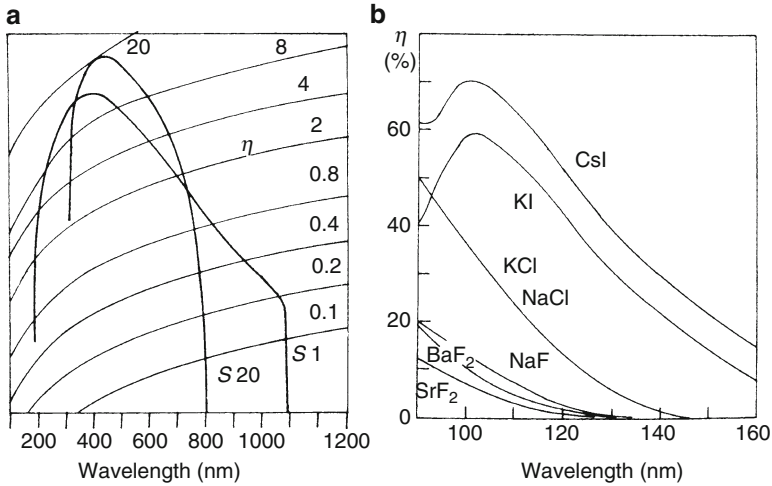 a
20
8
4
2
η
0.8
0.4
0.2
0.1
S 1
S 20
200 400 600 800 1000 1200
Wavelength (nm)
b
η
(%)
60
40
20
0
CsI
KI
KCl
NaCl
NaF
BaF2
SrF2
100 120 140 160
Wavelength (nm)